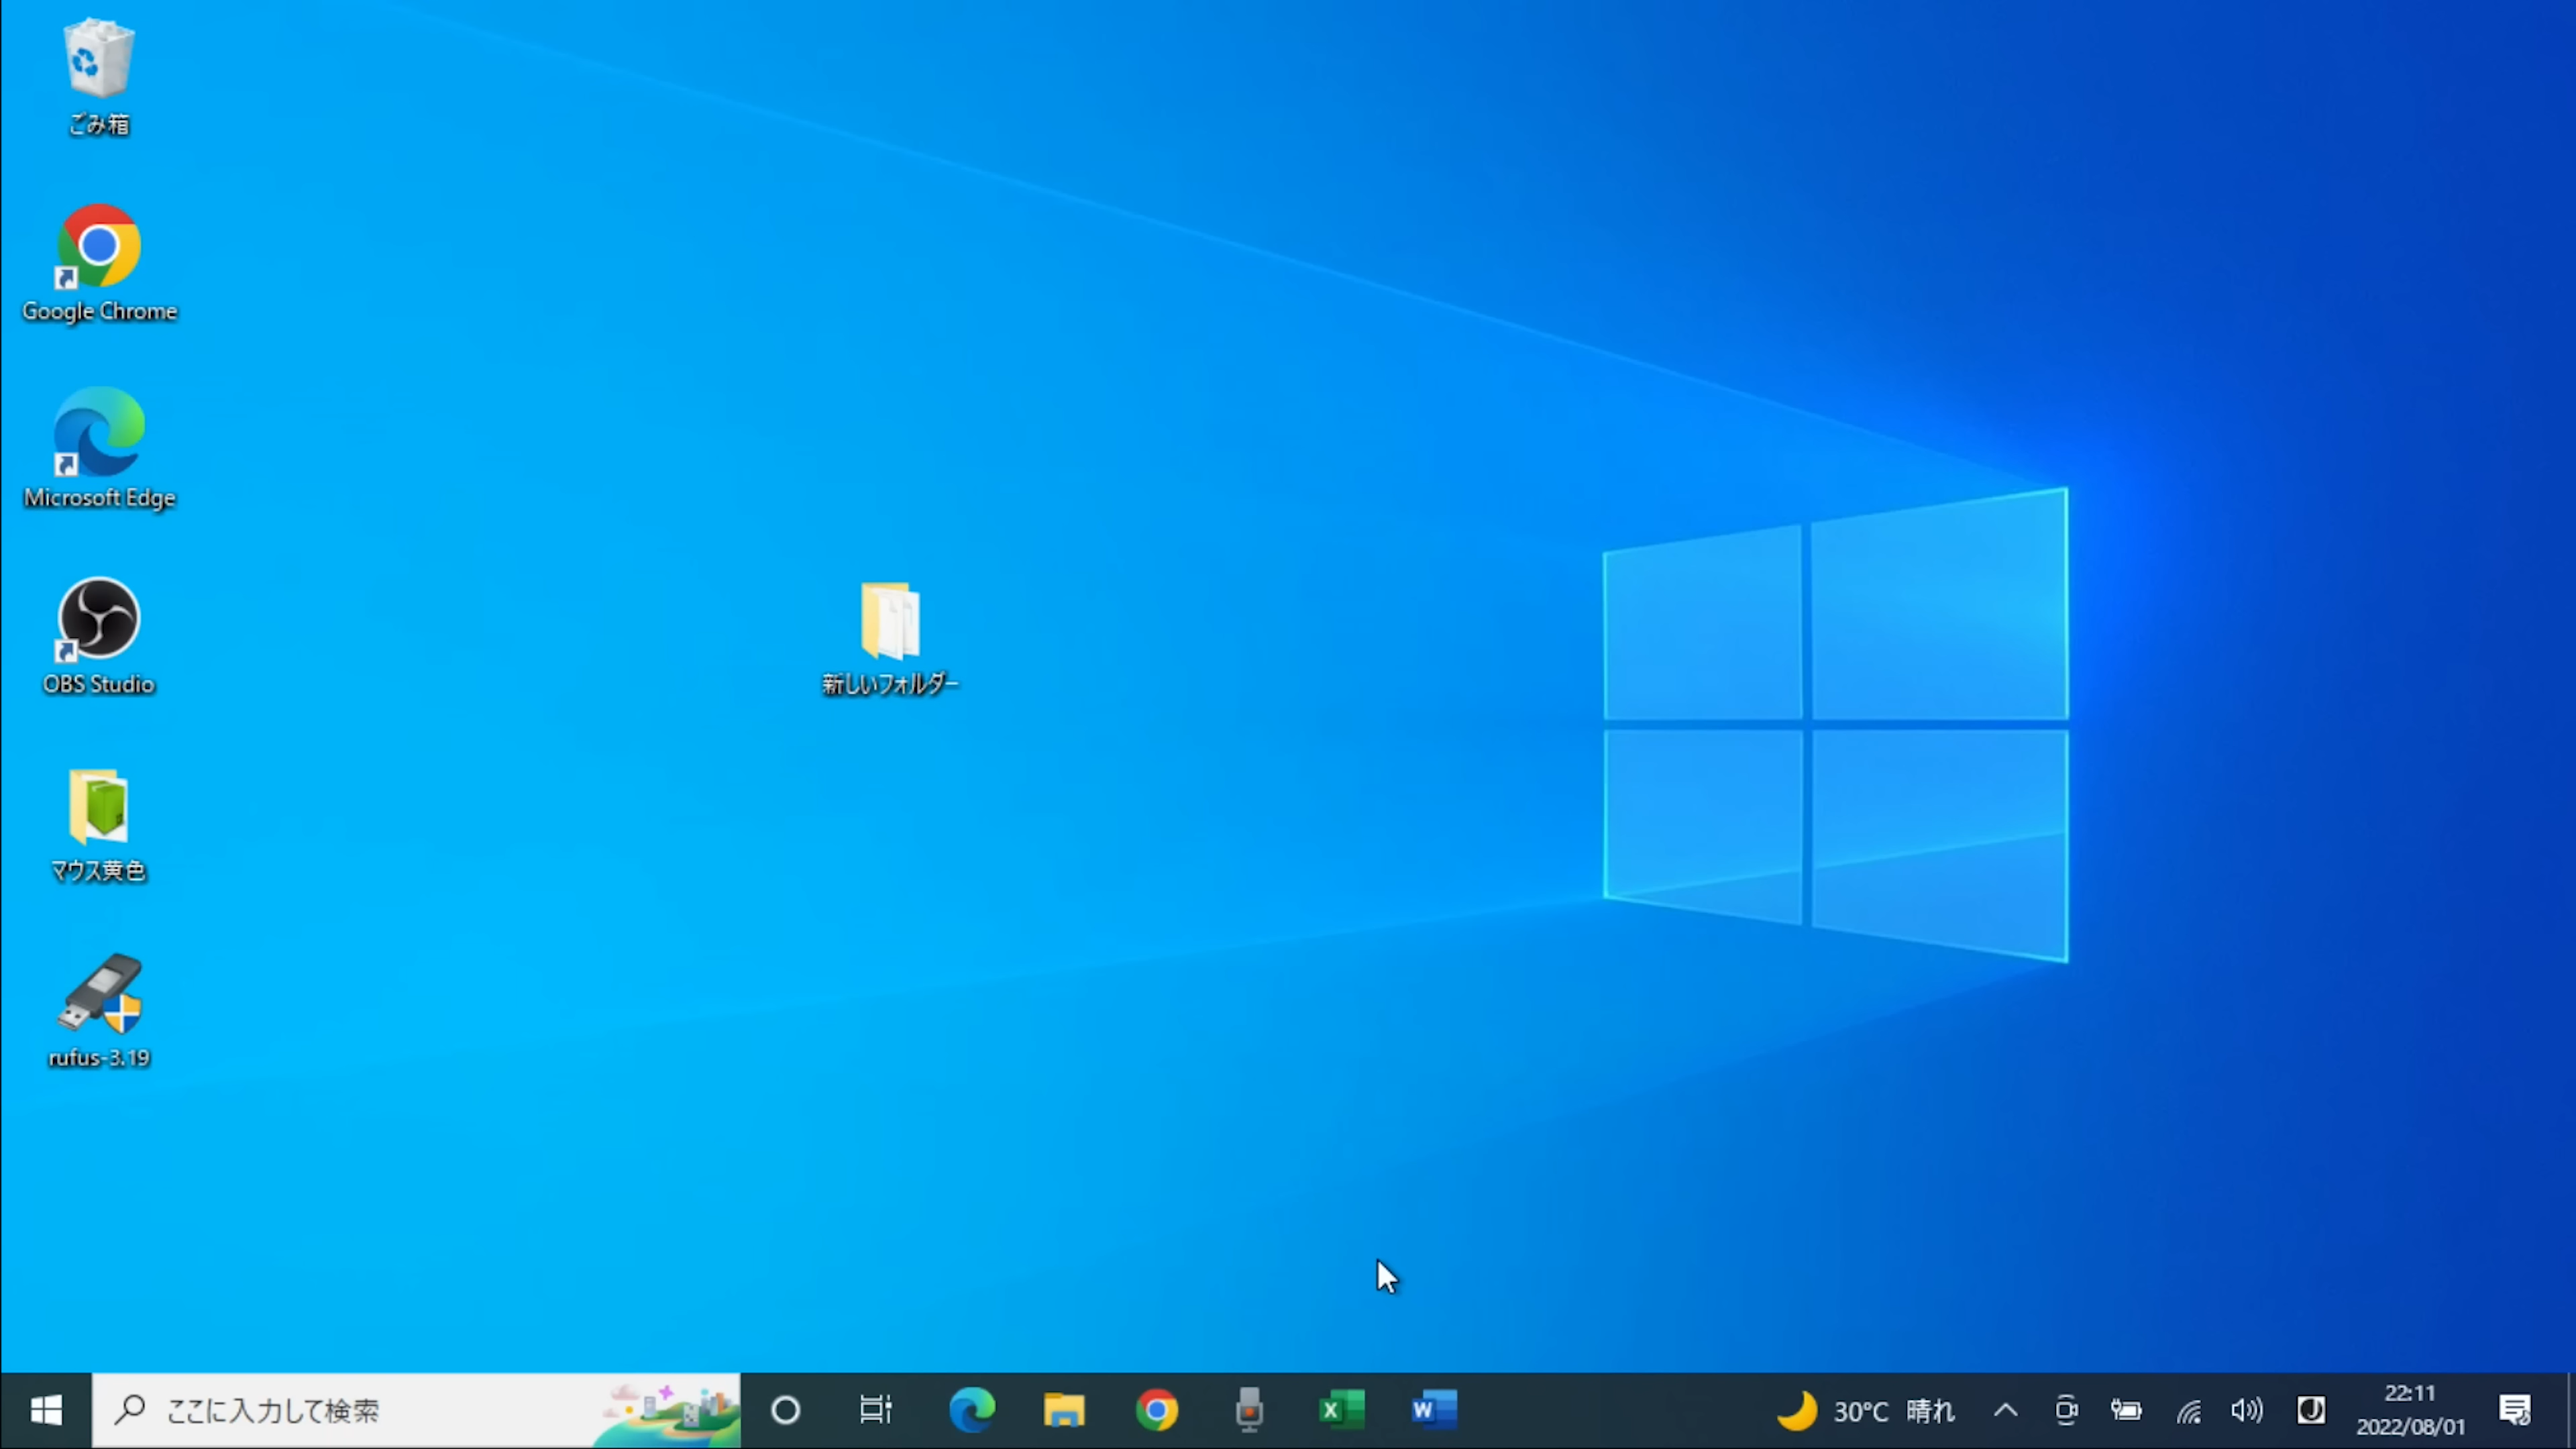 ごみ箱
Google Chrome
Microsoft Edge
OBS Studio
新しいフォルダー
マウス黄色
rufus-3.19
ここに入力して検索
30°C 晴れ
22:11
2022/08/01